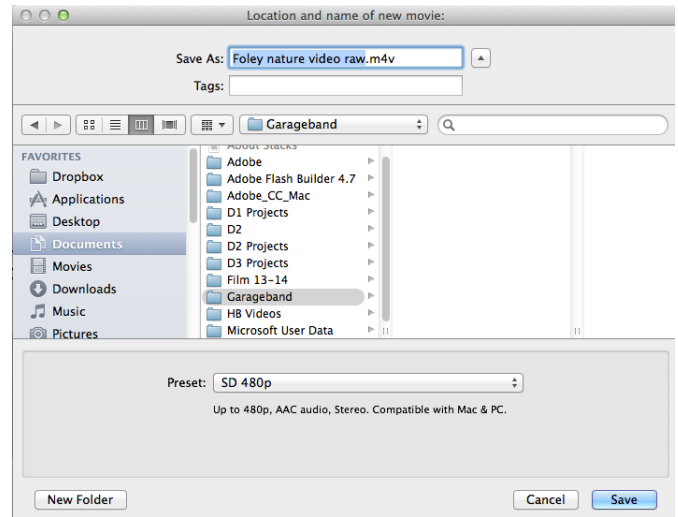 Location and name of new movie:
Save As: Foley nature video raw.m4v
Tags:
Garageband
FAVORITES
Dropbox
Applications
Desktop
Documents
Movies
Downloads
Music
Pictures
About Stacks
Adobe
Adobe Flash Builder 4.7
Adobe_CC_Mac
D1 Projects
D2
D2 Projects
D3 Projects
Film 13-14
Garageband
HB Videos
Microsoft User Data
Preset: SD 480p
Up to 480p, AAC audio, Stereo. Compatible with Mac & PC.
New Folder
Cancel
Save